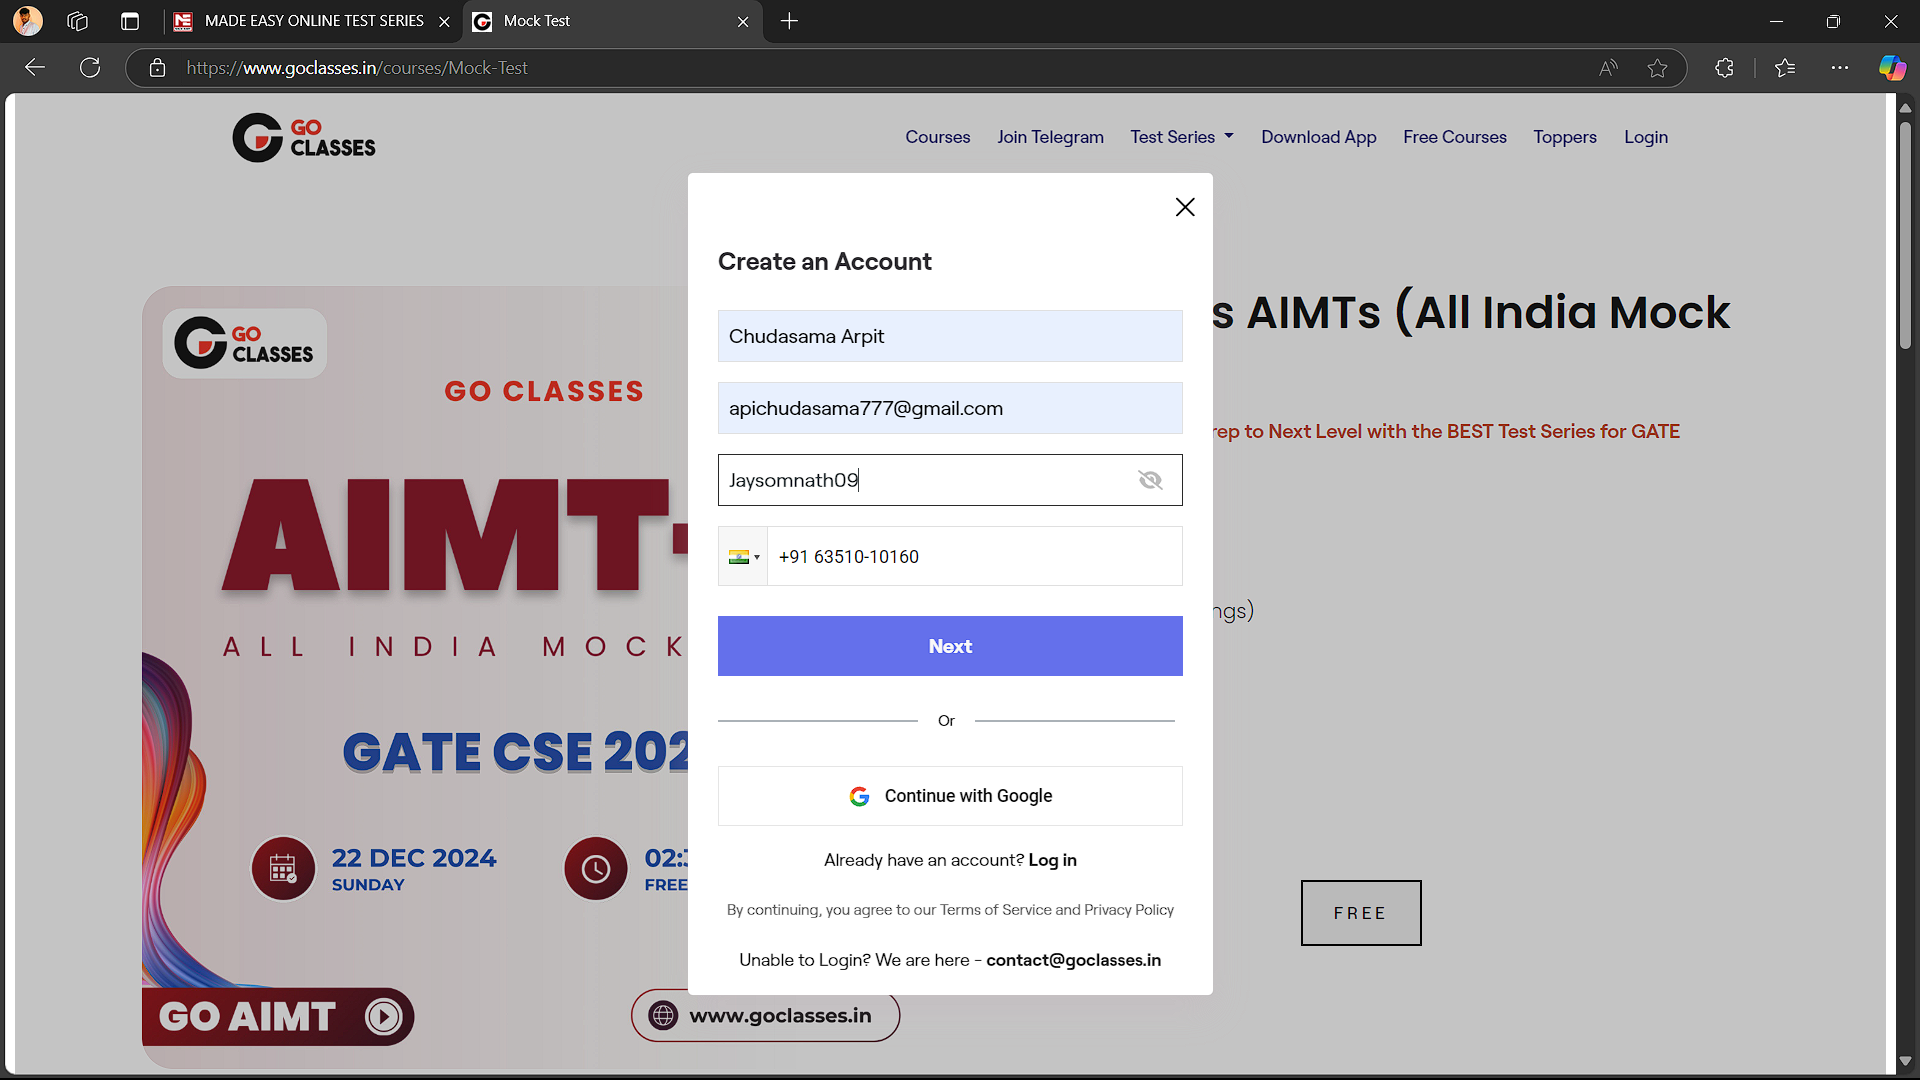 MADE EASY ONLINE TEST SERIES
Mock Test
https://www.goclasses.in/courses/Mock-Test
GO
CLASSES
Courses
Join Telegram
Test Series
Download App
Free Courses
Toppers
Login
Create an Account
Chudasama Arpit
apichudasama777@gmail.com
Jaysomnath09
+91 63510-10160
Next
Or
Continue with Google
Already have an account? Log in
By continuing, you agree to our Terms of Service and Privacy Policy
Unable to Login? We are here - contact@goclasses.in
GO
CLASSES
GO CLASSES
AIMT-
ALL INDIA MOCK
GATE CSE 202
22 DEC 2024
SUNDAY
02:
FREE
GO AIMT
www.goclasses.in
s AIMTs (All India Mock
rep to Next Level with the BEST Test Series for GATE
ngs)
FREE